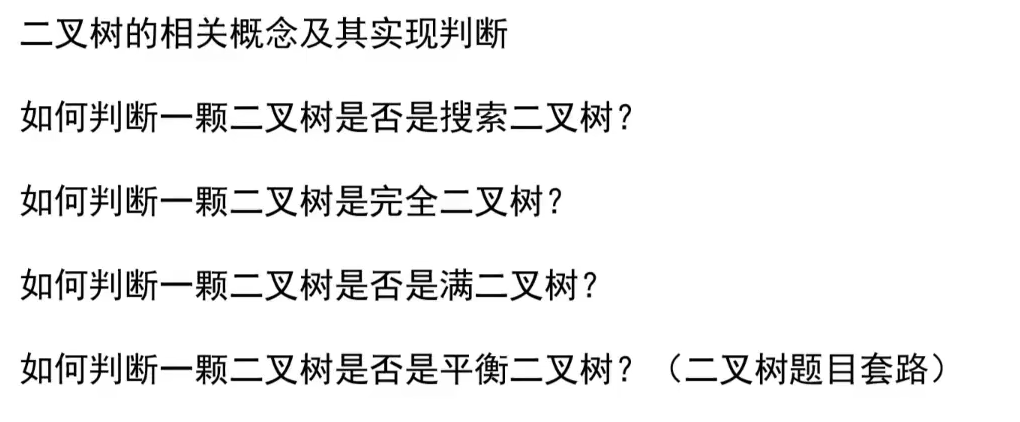 二叉树的相关概念及其实现判断
如何判断一颗二叉树是否是搜索二叉树？
如何判断一颗二叉树是完全二叉树？
如何判断一颗二叉树是否是满二叉树？
如何判断一颗二叉树是否是平衡二叉树？（二叉树题目套路）